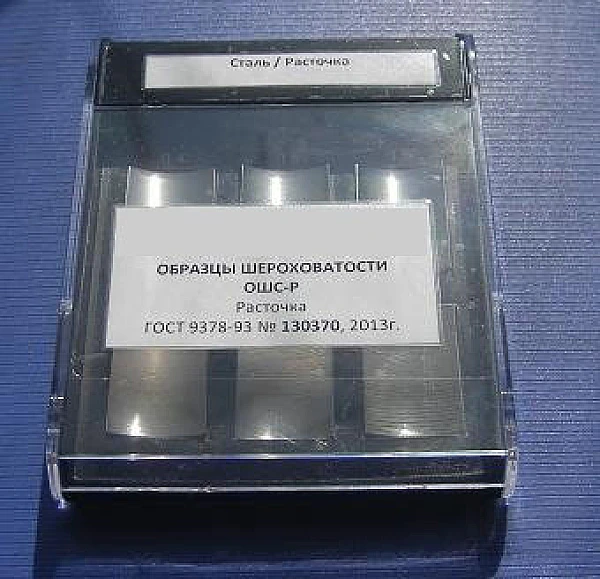 Сталь / Расточка
ОБРАЗЦЫ ШЕРОХОВАТОСТИ
ОШС-Р
Расточка
ГОСТ 9378-93 № 130370, 2013г.